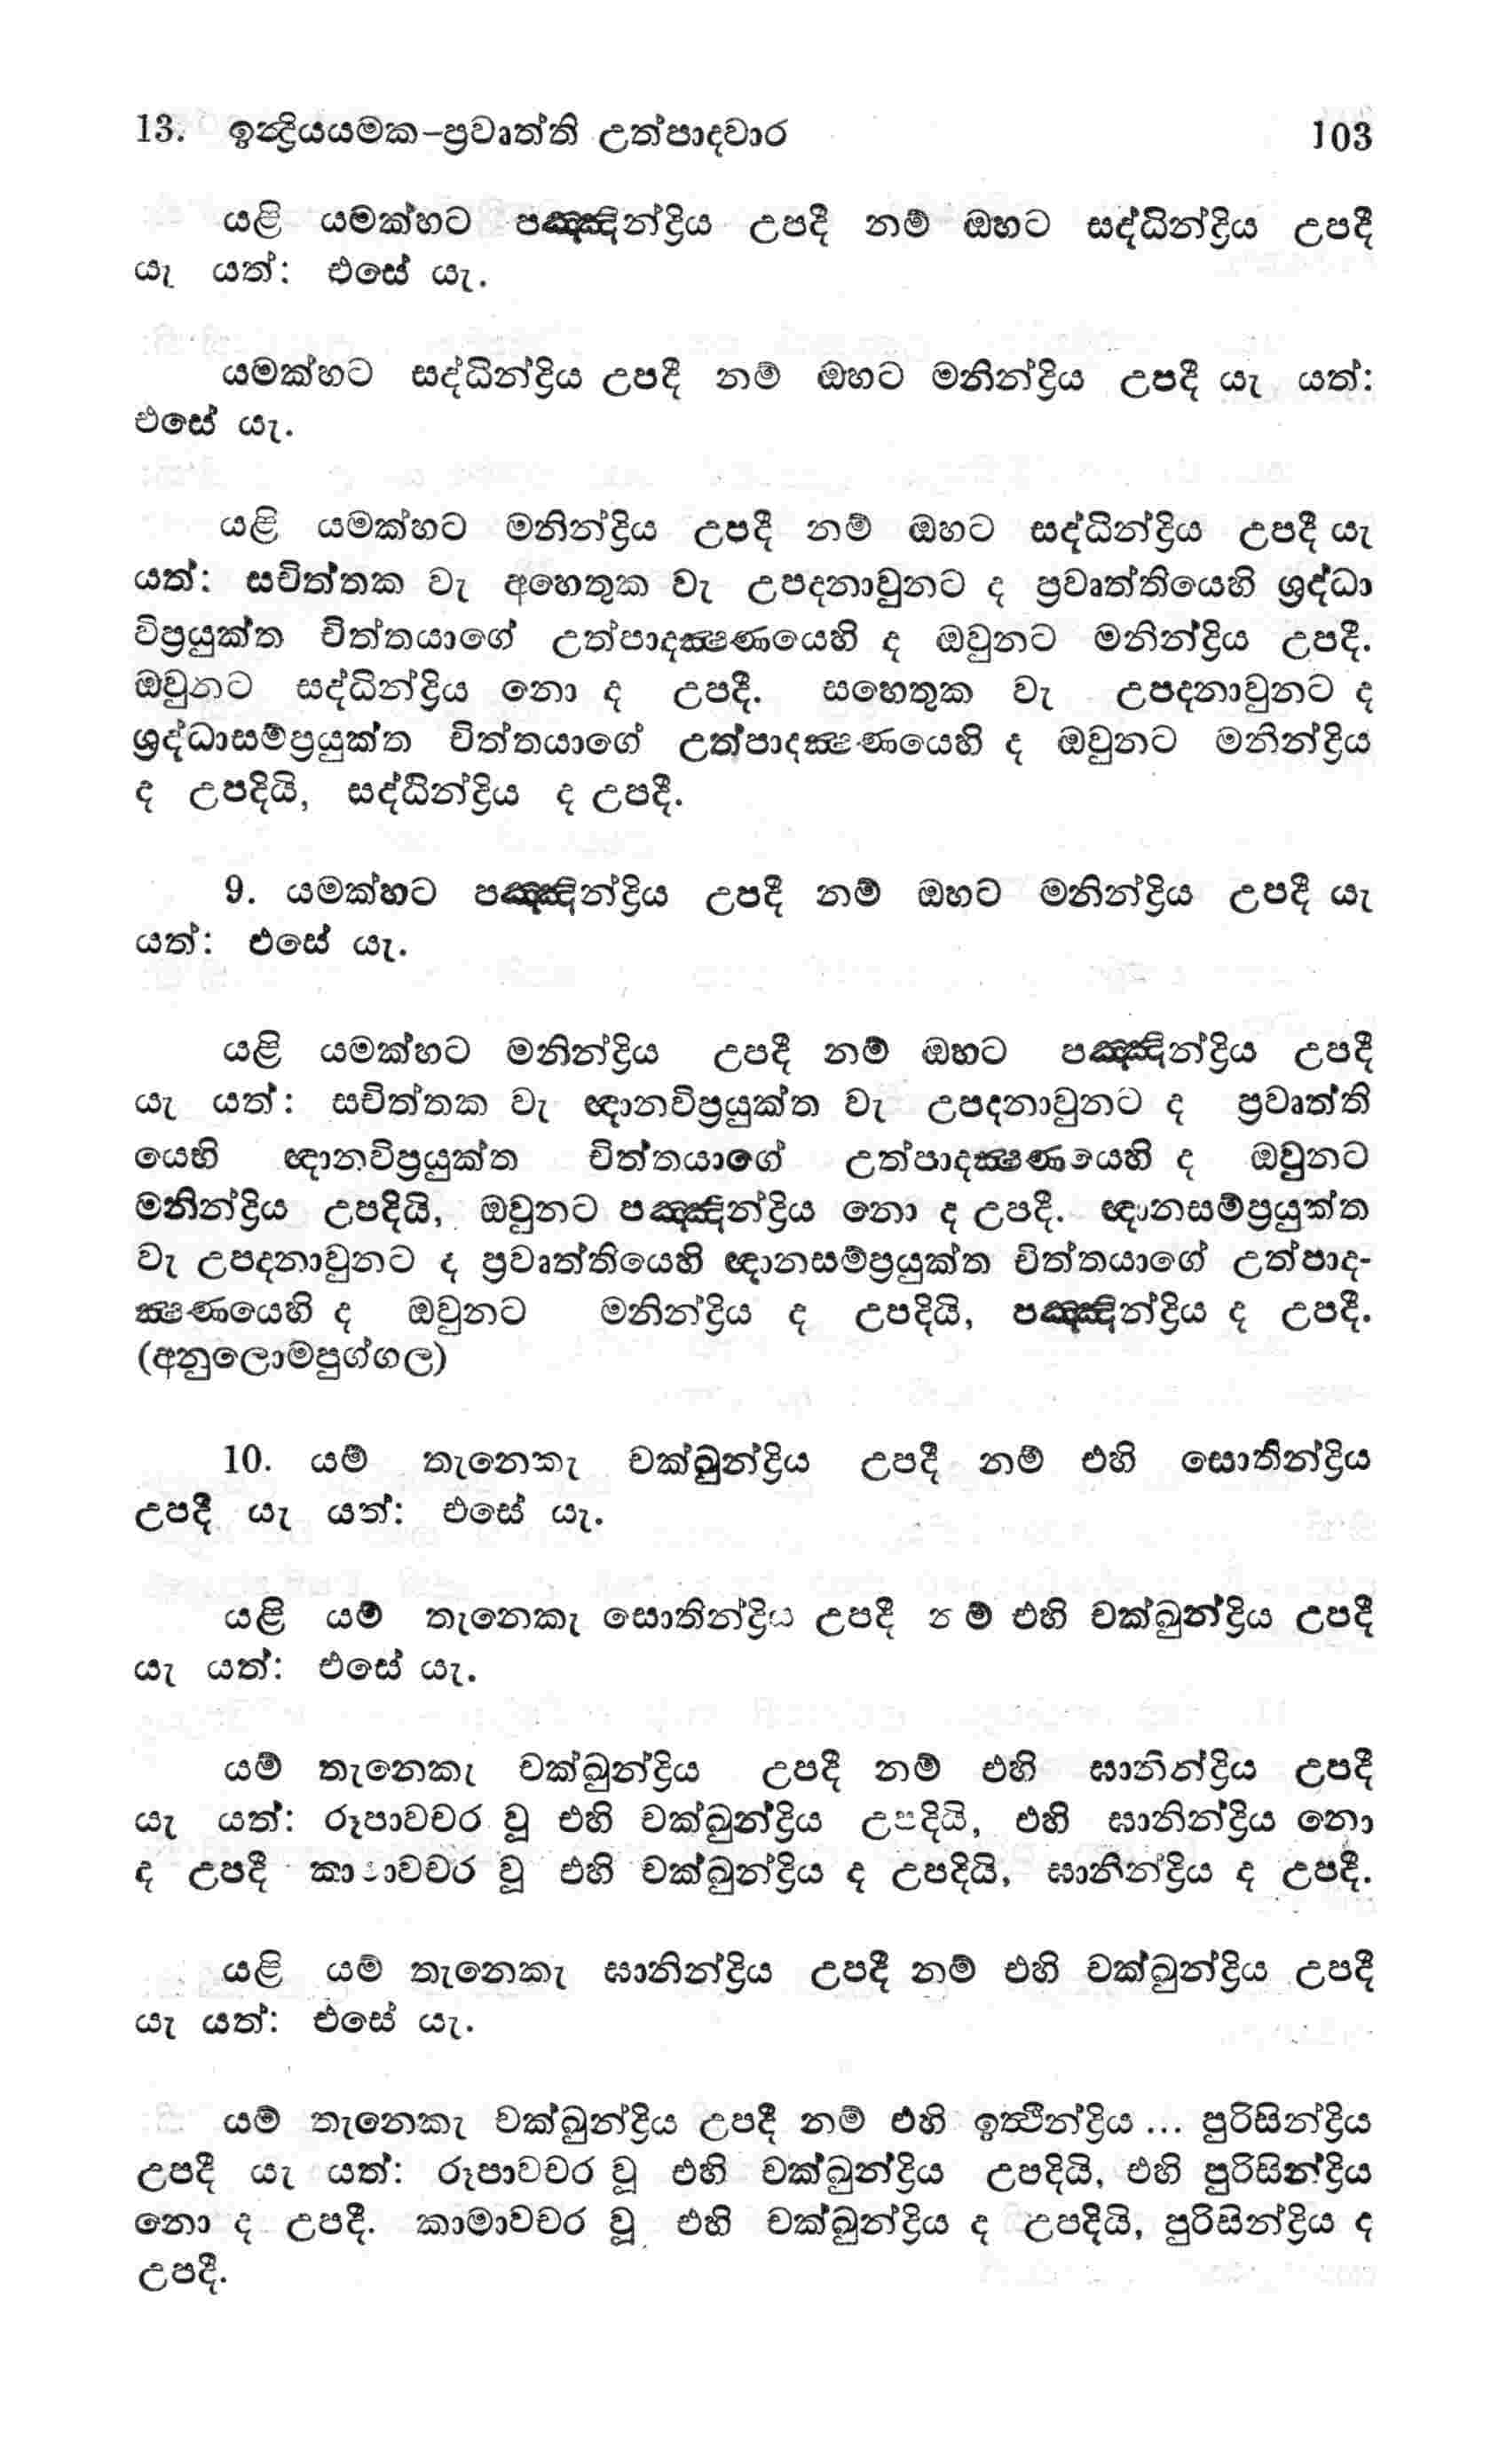 13. ඉන්ද්‍රියයමක-ප්‍රවෘත්ති උත්පාදවාර 103
යළි යමක්හට පඤ්ඤින්ද්‍රිය උපදී නම් ඔහට සද්ධින්ද්‍රිය උපදී
යැ යත්: එසේ යැ.
යමක්හට සද්ධින්ද්‍රිය උපදී නම් ඔහට මනින්ද්‍රිය උපදී යැ යත්:
එසේ යැ.
යළි යමක්හට මනින්ද්‍රිය උපදී නම් ඔහට සද්ධින්ද්‍රිය උපදී යැ
යත්: සචිත්තක වැ අහෙතුක වැ උපදනාවුනට ද ප්‍රවෘත්තියෙහි ශ්‍රද්ධා
විප්‍රයුක්ත චිත්තයාගේ උත්පාදක්‍ෂණයෙහි ද ඔවුනට මනින්ද්‍රිය උපදී.
ඔවුනට සද්ධින්ද්‍රිය නො ද උපදී. සහෙතුක වැ උපදනාවුනට ද
ශ්‍රද්ධාසම්ප්‍රයුක්ත චිත්තයාගේ උත්පාදක්‍ෂණයෙහි ද ඔවුනට මනින්ද්‍රිය
ද උපදියි, සද්ධින්ද්‍රිය ද උපදී.
9. යමක්හට පඤ්ඤින්ද්‍රිය උපදී නම් ඔහට මනින්ද්‍රිය උපදී යැ
යත්: එසේ යැ.
යළි යමක්හට මනින්ද්‍රිය උපදී නම් ඔහට පඤ්ඤින්ද්‍රිය උපදී
යැ යත්: සචිත්තක වැ ඥානවිප්‍රයුක්ත වැ උපදනාවුනට ද ප්‍රවෘත්ති
යෙහි ඥානවිප්‍රයුක්ත චිත්තයාගේ උත්පාදක්‍ෂණයෙහි ද ඔවුනට
මනින්ද්‍රිය උපදියි, ඔවුනට පඤ්ඤින්ද්‍රිය නො ද උපදී. ඥානසම්ප්‍රයුක්ත
වැ උපදනාවුනට ද ප්‍රවෘත්තියෙහි ඥානසම්ප්‍රයුක්ත චිත්තයාගේ උත්පාද-
ක්‍ෂණයෙහි ද ඔවුනට මනින්ද්‍රිය ද උපදියි, පඤ්ඤින්ද්‍රිය ද උපදී.
(අනුලොමපුග්ගල)
10. යම් තැනෙකැ චක්ඛුන්ද්‍රිය උපදී නම් එහි සොතින්ද්‍රිය
උපදී යැ යත්: එසේ යැ.
යළි යම් තැනෙකැ සොතින්ද්‍රිය උපදී නම් එහි චක්ඛුන්ද්‍රිය උපදී
යැ යත්: එසේ යැ.
යම් තැනෙකැ චක්ඛුන්ද්‍රිය උපදී නම් එහි ඝානින්ද්‍රිය උපදී
යැ යත්: රූපාවචර වූ එහි චක්ඛුන්ද්‍රිය උපදියි, එහි ඝානින්ද්‍රිය නො
ද උපදී කාමාවචර වූ එහි චක්ඛුන්ද්‍රිය ද උපදියි, ඝානින්ද්‍රිය ද උපදී.
යළි යම් තැනෙකැ ඝානින්ද්‍රිය උපදී නම් එහි චක්ඛුන්ද්‍රිය උපදී
යැ යත්: එසේ යැ.
යම් තැනෙකැ චක්ඛුන්ද්‍රිය උපදී නම් එහි ඉත්‍ථින්ද්‍රිය ... පුරිසින්ද්‍රිය
උපදී යැ යත්: රූපාවචර වූ එහි චක්ඛුන්ද්‍රිය උපදියි, එහි පුරිසින්ද්‍රිය
නො ද උපදී. කාමාවචර වූ එහි චක්ඛුන්ද්‍රිය ද උපදියි, පුරිසින්ද්‍රිය ද
උපදී.